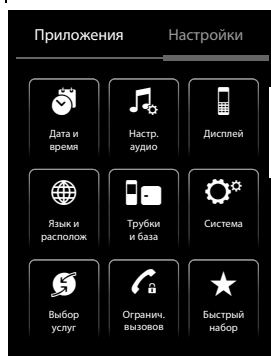 Приложения Настройки
Дата и
время
Настр.
аудио
Дисплей
Язык и
располож
Трубки
и база
Система
Выбор
услуг
Огранич.
вызовов
Быстрый
набор